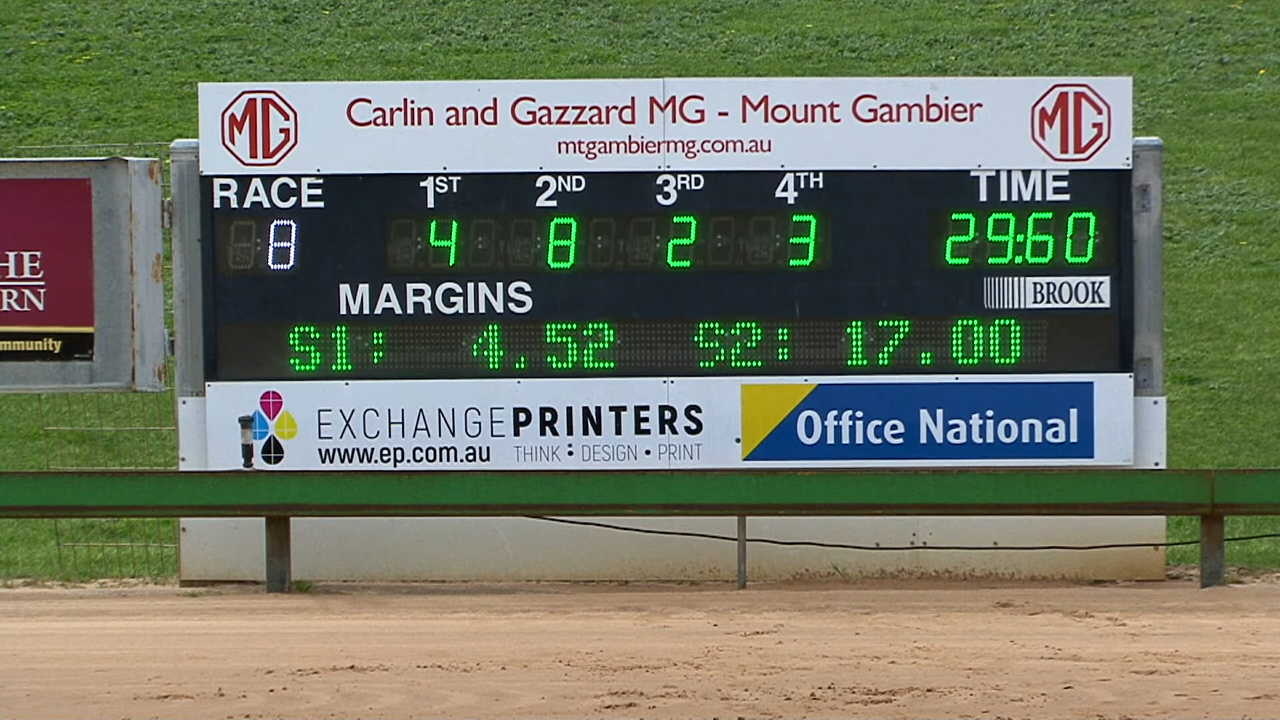 MG Carlin and Gazzard MG - Mount Gambier MG
mtgambiermg.com.au
RACE 1ST 2ND 3RD 4TH TIME
8 4 8 2 3 29:60
MARGINS BROOK
S1: 4.52 S2: 17.00
EXCHANGEPRINTERS
www.ep.com.au THINK : DESIGN • PRINT
Office National
HE
RN
mmunity